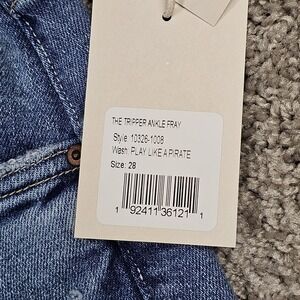 THE TRIPPER ANKLE FRAY
Style: 10326-1008
Wash: PLAY LIKE A PIRATE
Size: 28
1 92411 36121 1